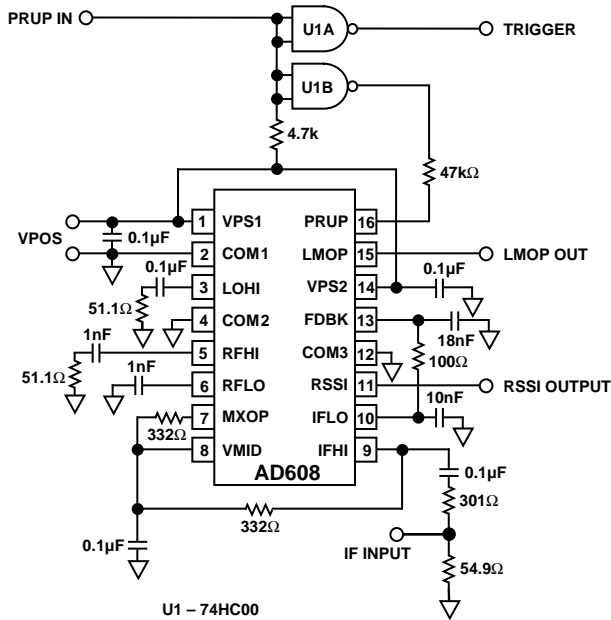 PRUP IN
U1A
TRIGGER
U1B
4.7k
47kΩ
VPOS
0.1µF
1 VPS1 PRUP 16
2 COM1 LMOP 15
LMOP OUT
0.1µF
3 LOHI VPS2 14
0.1µF
51.1Ω
4 COM2 FDBK 13
18nF
1nF
5 RFHI COM3 12
100Ω
51.1Ω
1nF
6 RFLO RSSI 11
RSSI OUTPUT
10nF
7 MXOP IFLO 10
332Ω
8 VMID IFHI 9
AD608
0.1µF
301Ω
332Ω
0.1µF
IF INPUT
54.9Ω
U1 – 74HC00